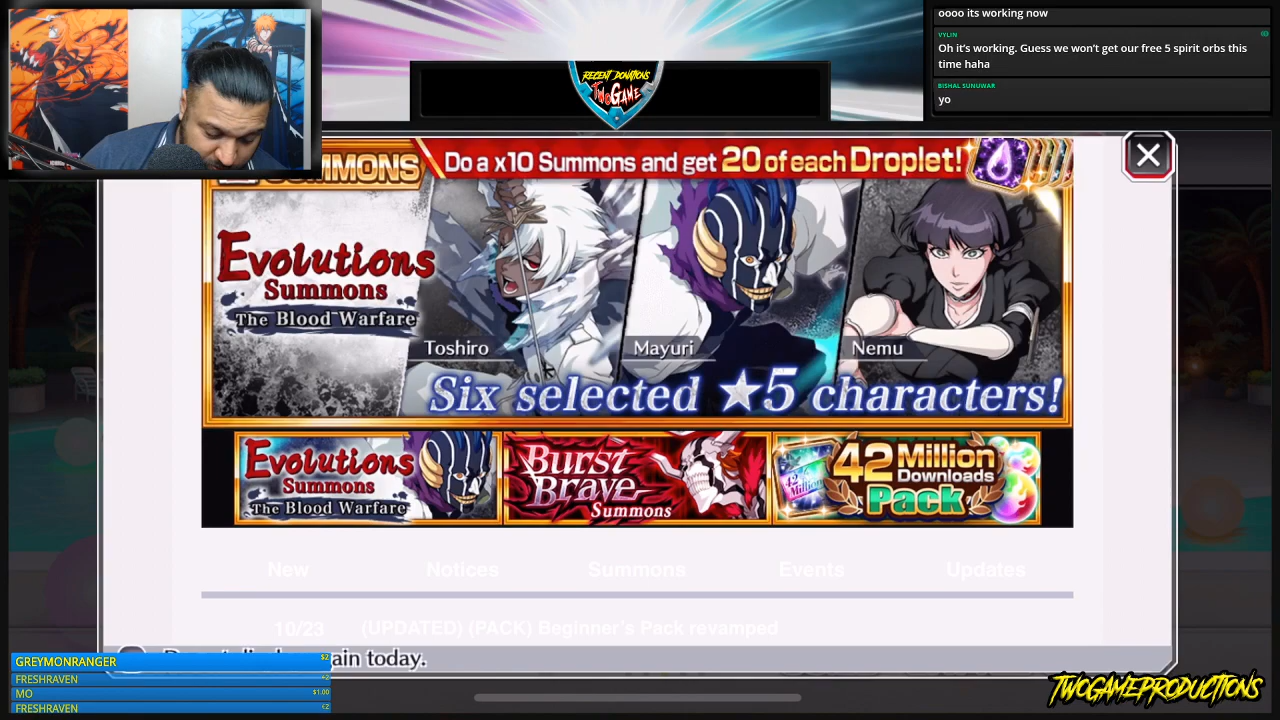 oooo its working now
VYLIN
Oh it's working. Guess we won't get our free 5 spirit orbs this
time haha
BISHAL SUNUWAR
yo
RECENT DONATIONS
TWOGAME
Do a x10 Summons and get 20 of each Droplet!
Evolutions
Summons
The Blood Warfare
Toshiro
Mayuri
Nemu
Six selected ★5 characters!
Evolutions
Summons
The Blood Warfare
Burst
Brave
Summons
42 Million
Downloads
Pack
New
Notices
Summons
Events
Updates
10/23
(UPDATED) (PACK) Beginner's Pack revamped
ain today.
GREYMONRANGER
$2
FRESHRAVEN
MO
$1.00
FRESHRAVEN
TWOGAMEPRODUCTIONS